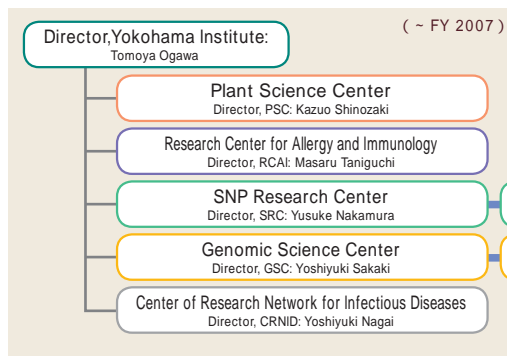 Director,Yokohama Institute:
Tomoya Ogawa
( ~ FY 2007 )
Plant Science Center
Director, PSC: Kazuo Shinozaki
Research Center for Allergy and Immunology
Director, RCAI: Masaru Taniguchi
SNP Research Center
Director, SRC: Yusuke Nakamura
Genomic Science Center
Director, GSC: Yoshiyuki Sakaki
Center of Research Network for Infectious Diseases
Director, CRNID: Yoshiyuki Nagai